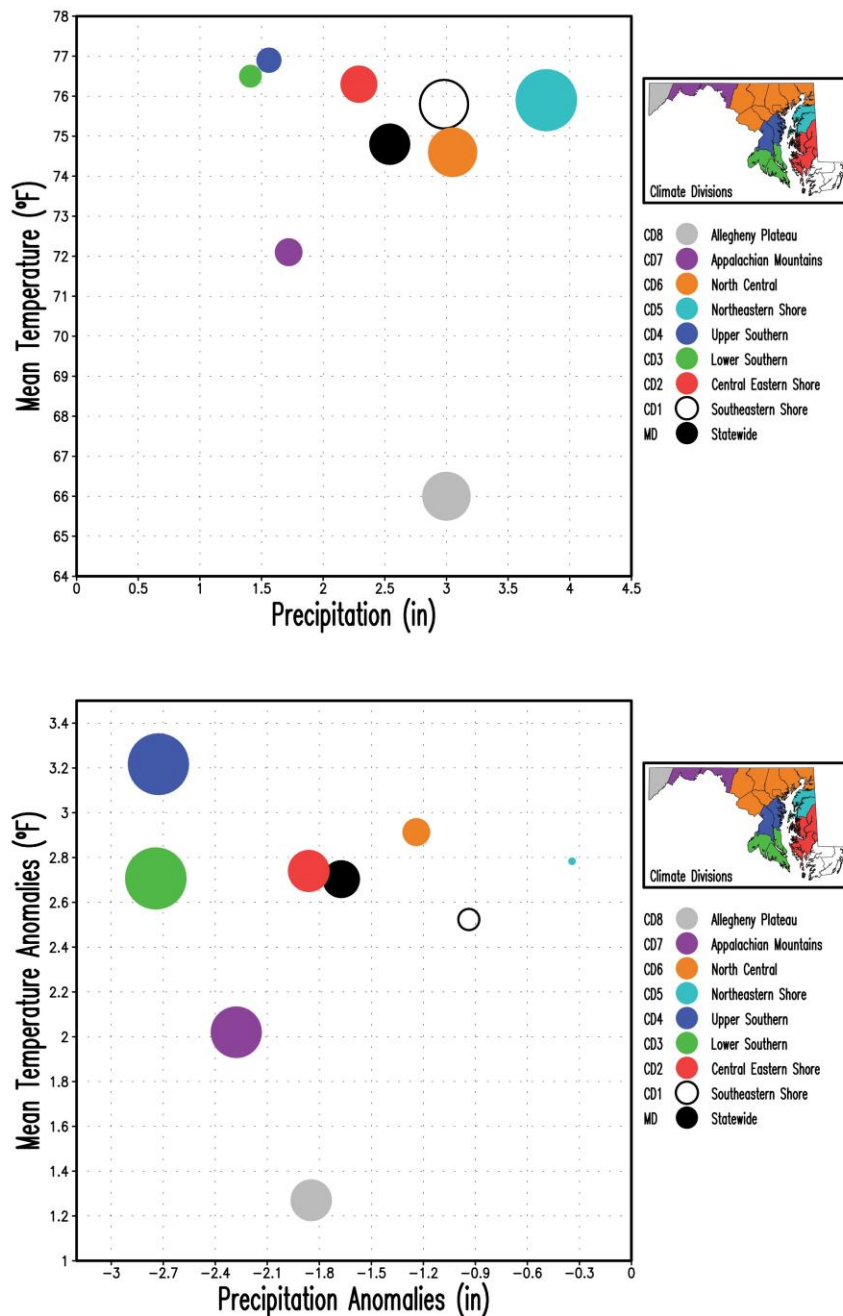 78
77
76
75
74
73
72
71
70
69
68
67
66
65
64
Mean Temperature (ºF)
0 0.5 1 1.5 2 2.5 3 3.5 4 4.5
Precipitation (in)
Climate Divisions
CD8 Allegheny Plateau
CD7 Appalachian Mountains
CD6 North Central
CD5 Northeastern Shore
CD4 Upper Southern
CD3 Lower Southern
CD2 Central Eastern Shore
CD1 Southeastern Shore
MD Statewide
3.4
3.2
3
2.8
2.6
2.4
2.2
2
1.8
1.6
1.4
1.2
1
Mean Temperature Anomalies (ºF)
-3 -2.7 -2.4 -2.1 -1.8 -1.5 -1.2 -0.9 -0.6 -0.3 0
Precipitation Anomalies (in)
Climate Divisions
CD8 Allegheny Plateau
CD7 Appalachian Mountains
CD6 North Central
CD5 Northeastern Shore
CD4 Upper Southern
CD3 Lower Southern
CD2 Central Eastern Shore
CD1 Southeastern Shore
MD Statewide